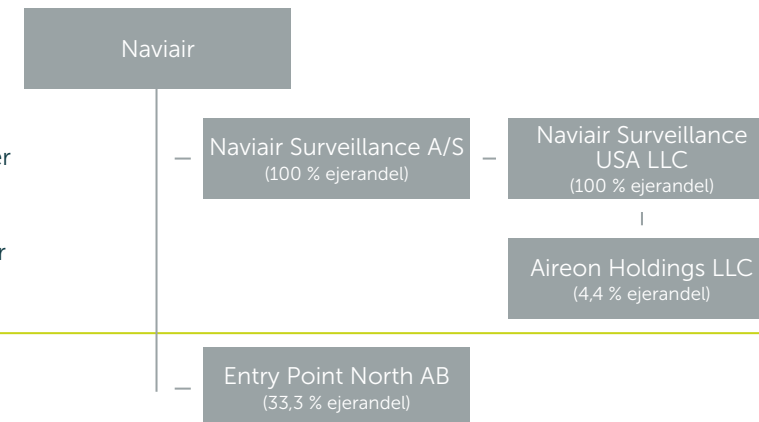 Naviair
Naviair Surveillance A/S
(100 % ejerandel)
Naviair Surveillance
USA LLC
(100 % ejerandel)
Aireon Holdings LLC
(4,4 % ejerandel)
Entry Point North AB
(33,3 % ejerandel)